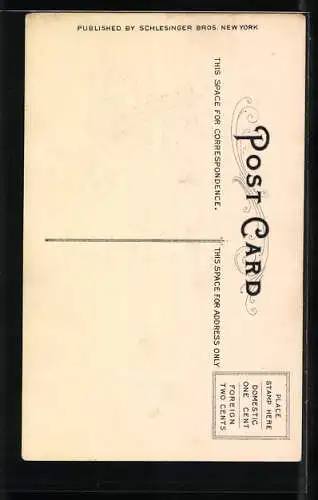 PUBLISHED BY SCHLESINGER BROS. NEW YORK
POST CARD
THIS SPACE FOR CORRESPONDENCE.
THIS SPACE FOR ADDRESS ONLY
PLACE
STAMP HERE
DOMESTIC
ONE CENT
FOREIGN
TWO CENTS